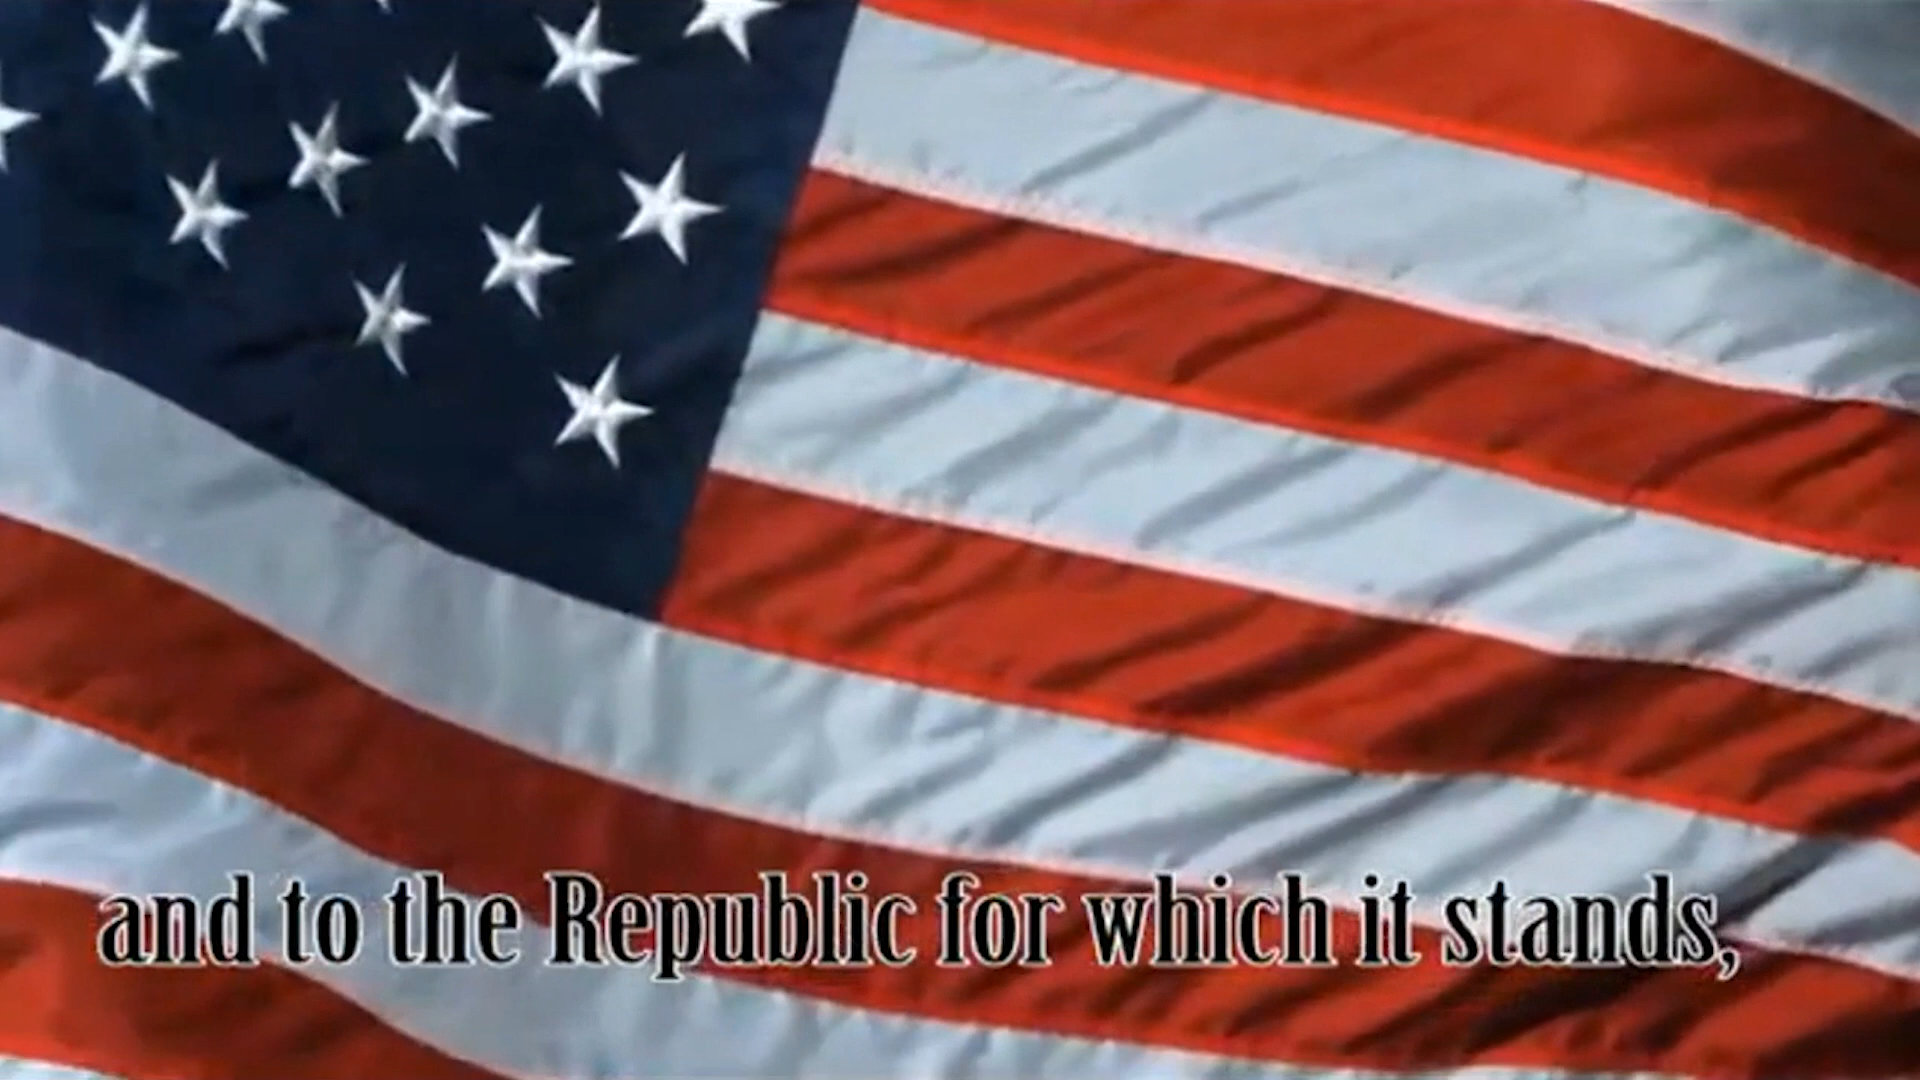 and to the Republic for which it stands,